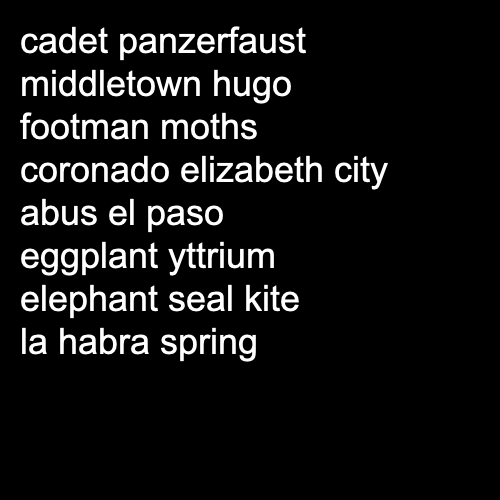 cadet panzerfaust
middletown hugo
footman moths
coronado elizabeth city
abus el paso
eggplant yttrium
elephant seal kite
la habra spring